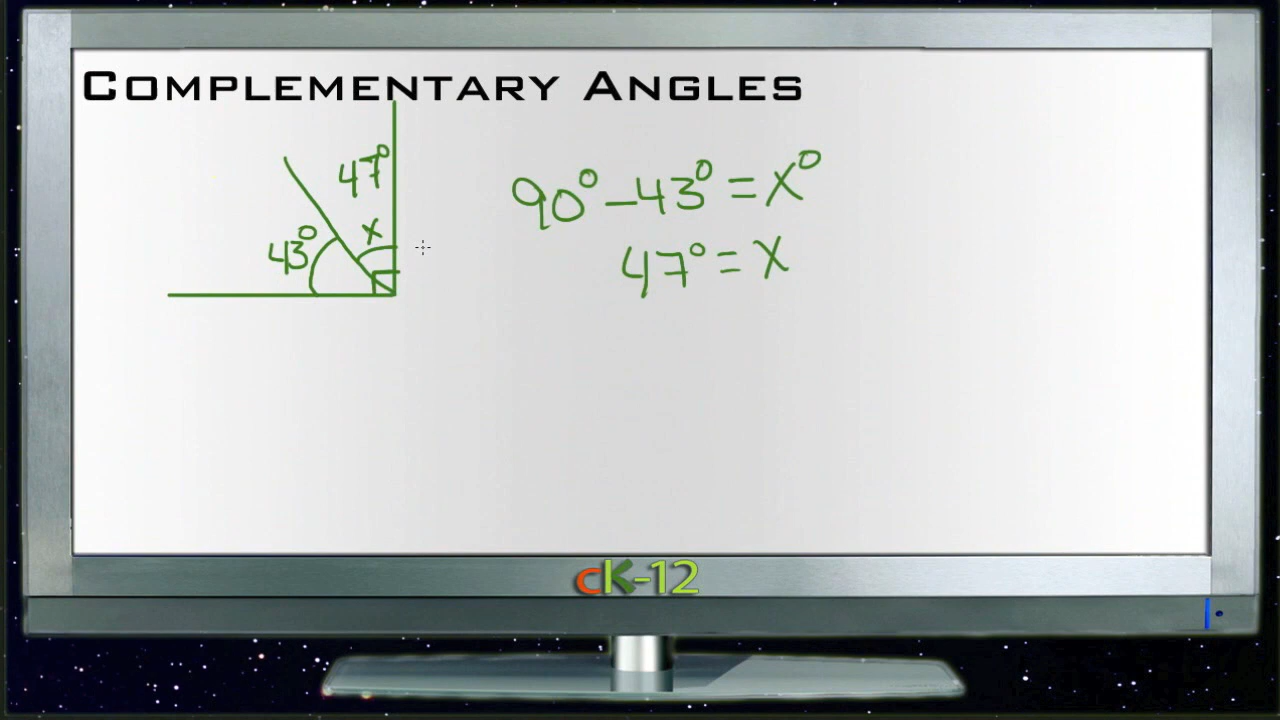 COMPLEMENTARY ANGLES
47°
x
43°
90° - 43° = x°
47° = x
cK-12